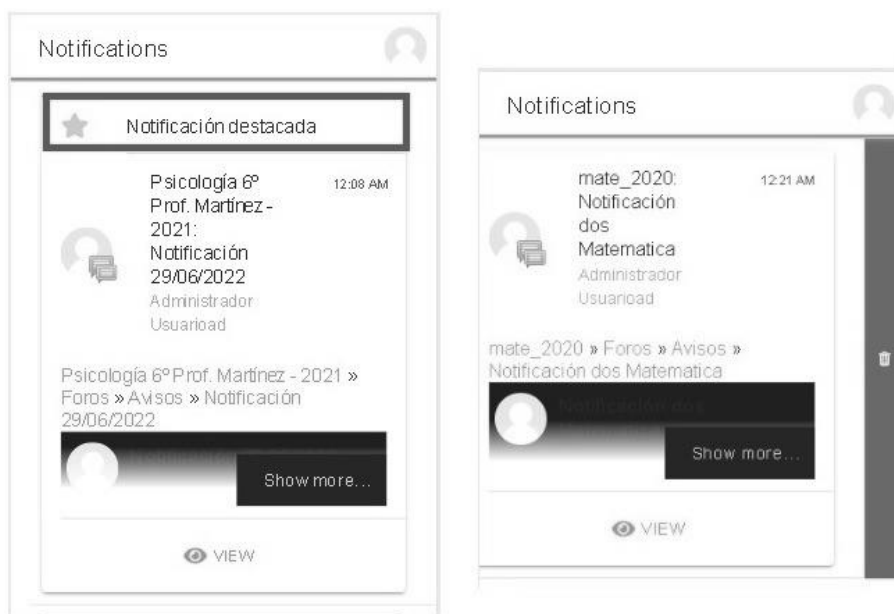 Notifications
Notificación destacada
Psicología 6º
12:08 AM
Prof. Martínez -
2021:
Notificación
29/06/2022
Administrador
Usuarioad
Psicología 6º Prof. Martínez - 2021 »
Foros » Avisos » Notificación
29/06/2022
Show more...
VIEW
Notifications
mate_2020:
12:21 AM
Notificación
dos
Matematica
Administrador
Usuarioad
mate_2020 » Foros » Avisos »
Notificación dos Matematica
Notificación dos
Show more...
VIEW